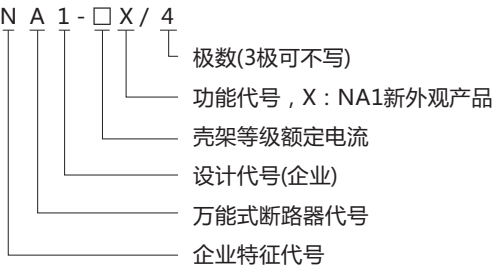 N A 1 - □ X / 4
极数(3极可不写)
功能代号，X：NA1新外观产品
壳架等级额定电流
设计代号(企业)
万能式断路器代号
企业特征代号